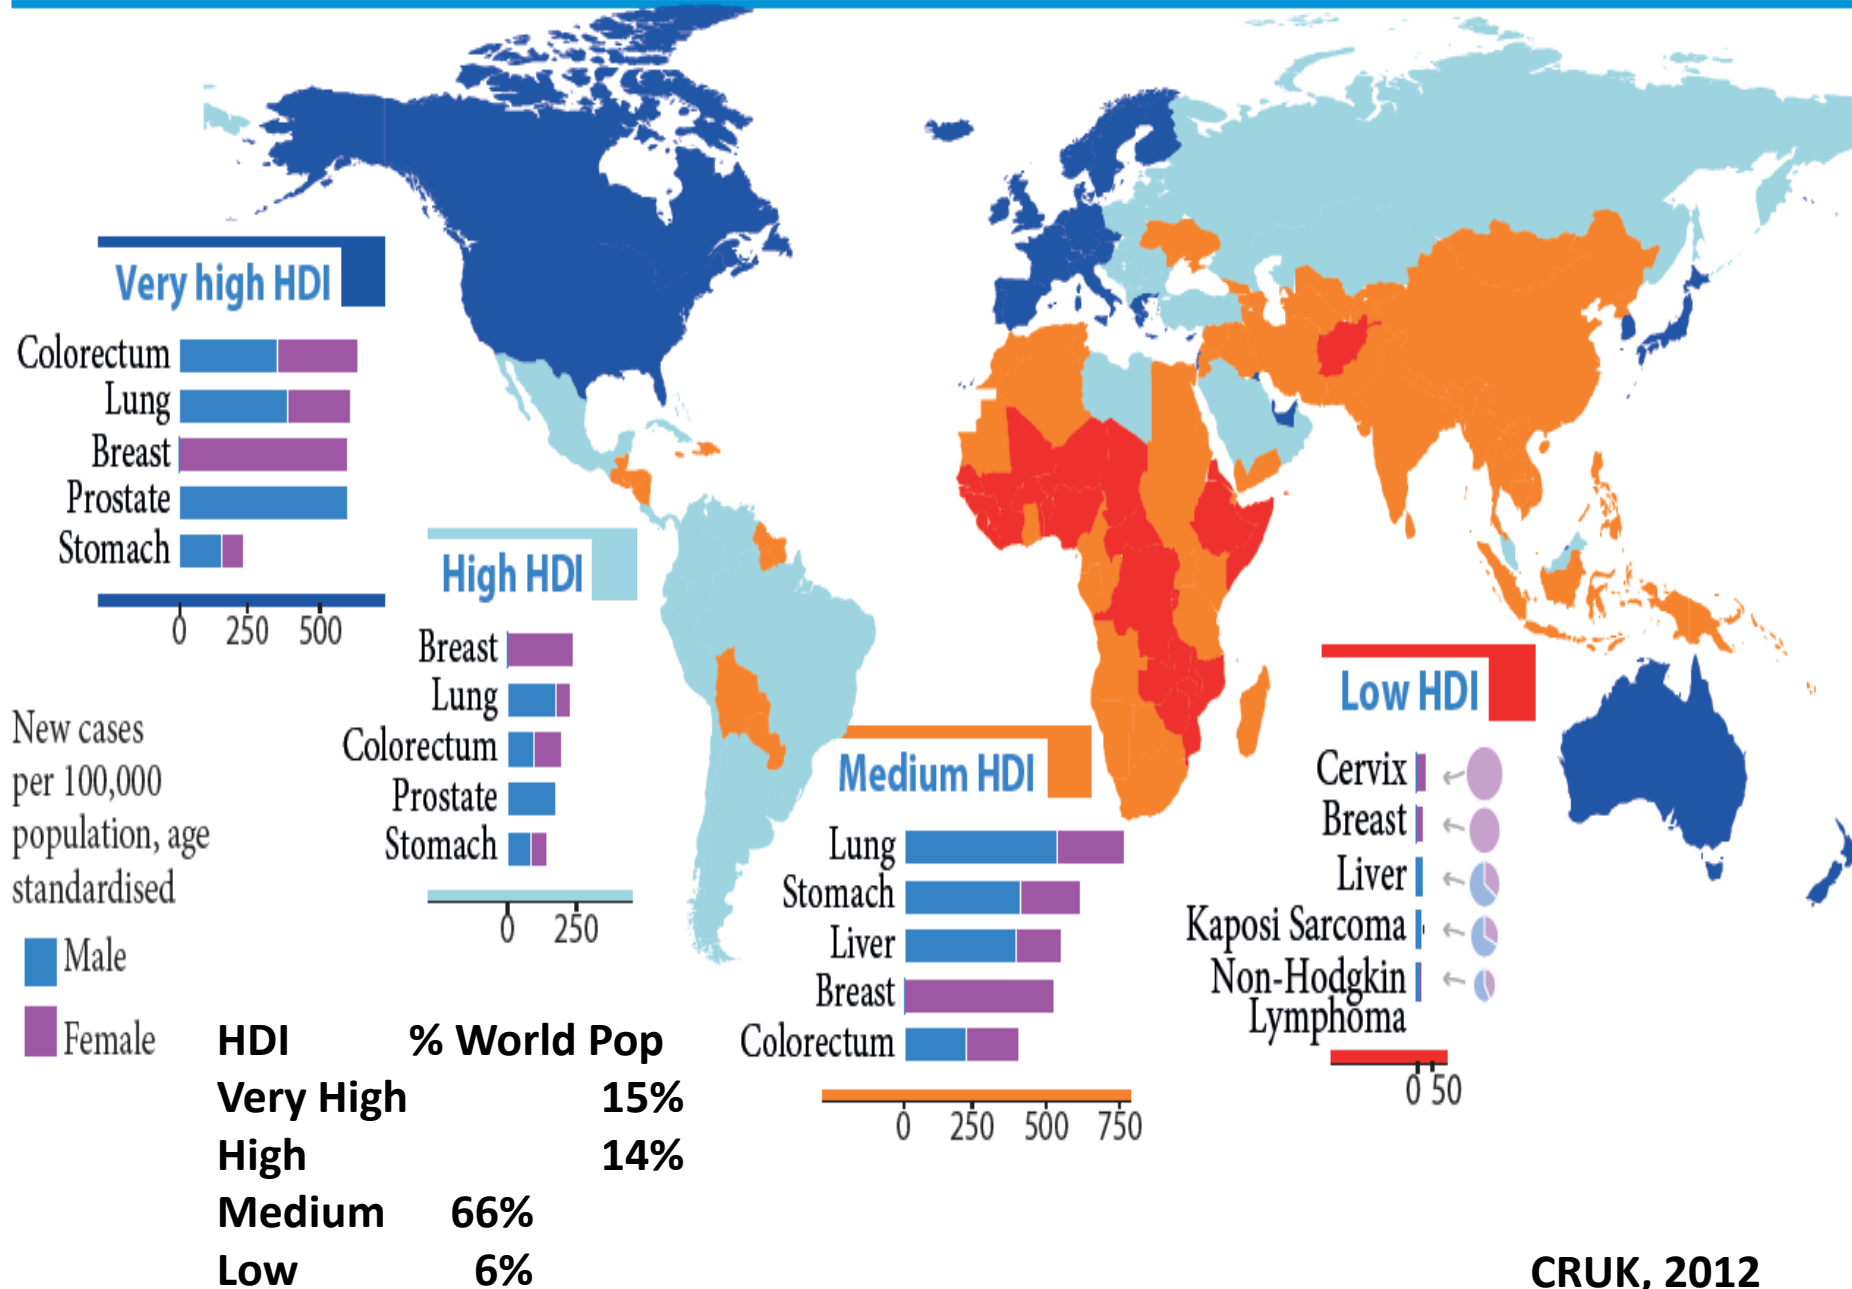 Very high HDI
Colorectum
Lung
Breast
Prostate
Stomach
0 250 500
High HDI
Breast
Lung
Colorectum
Prostate
Stomach
0 250
New cases
per 100,000
population, age
standardised
Male
Female
Medium HDI
Lung
Stomach
Liver
Breast
Colorectum
0 250 500 750
Low HDI
Cervix
Breast
Liver
Kaposi Sarcoma
Non-Hodgkin
Lymphoma
0 50
HDI % World Pop
Very High 15%
High 14%
Medium 66%
Low 6%
CRUK, 2012